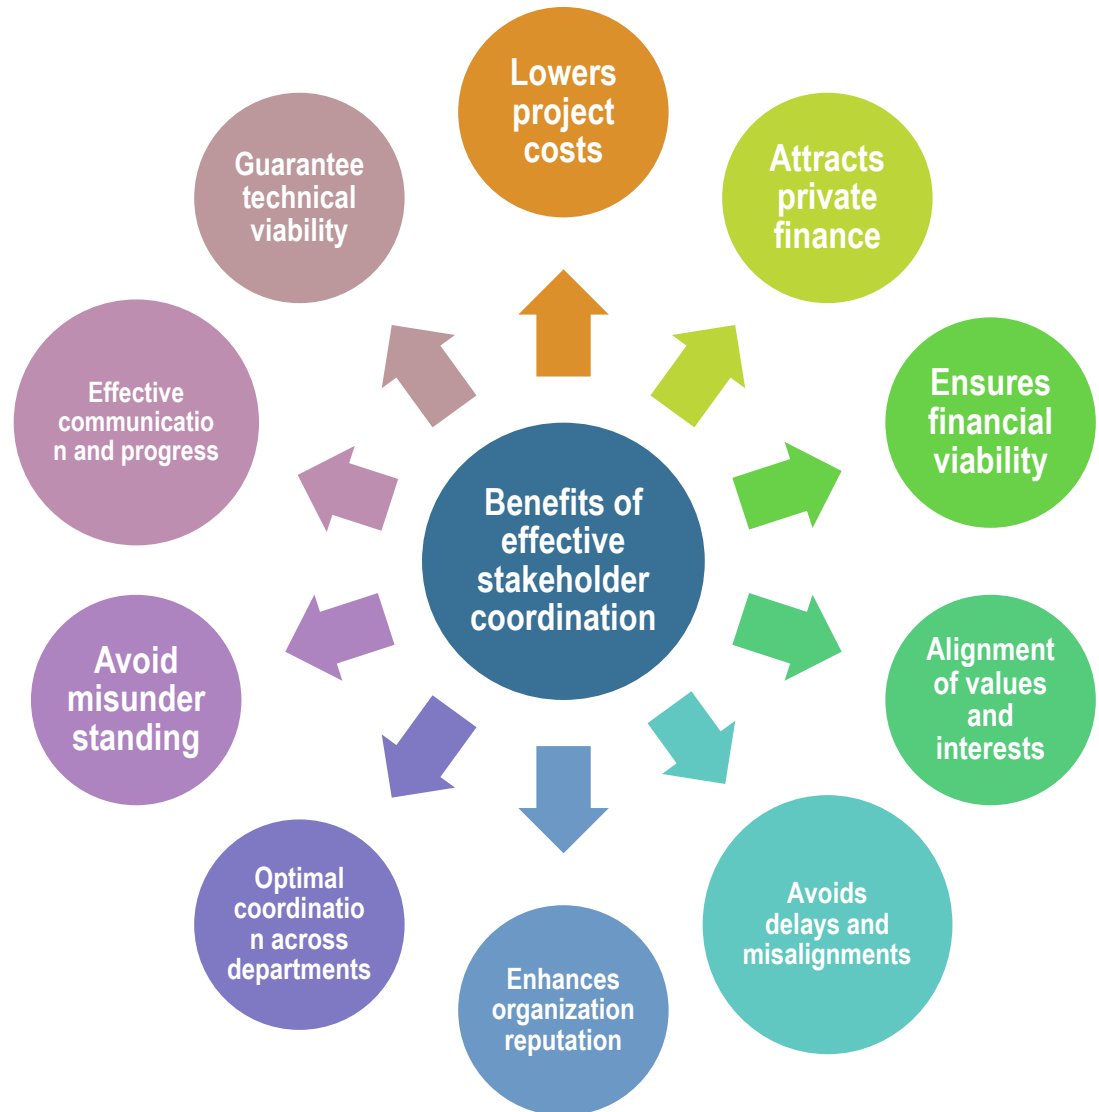 Lowers
project
costs
Attracts
private
finance
Ensures
financial
viability
Alignment
of values
and
interests
Avoids
delays and
misalignments
Enhances
organization
reputation
Optimal
coordinatio
n across
departments
Avoid
misunder
standing
Effective
communicatio
n and progress
Guarantee
technical
viability
Benefits of
effective
stakeholder
coordination